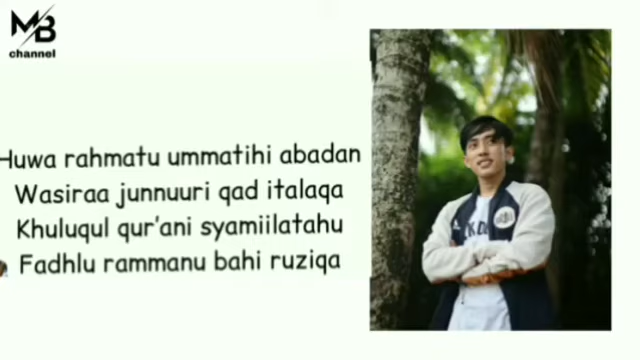 MB
channel
Huwa rahmatu ummatihi abadan
Wasiraa junnuuri qad italaqa
Khuluqul qur'ani syamiilatahu
Fadhlu rammanu bahi ruziqa